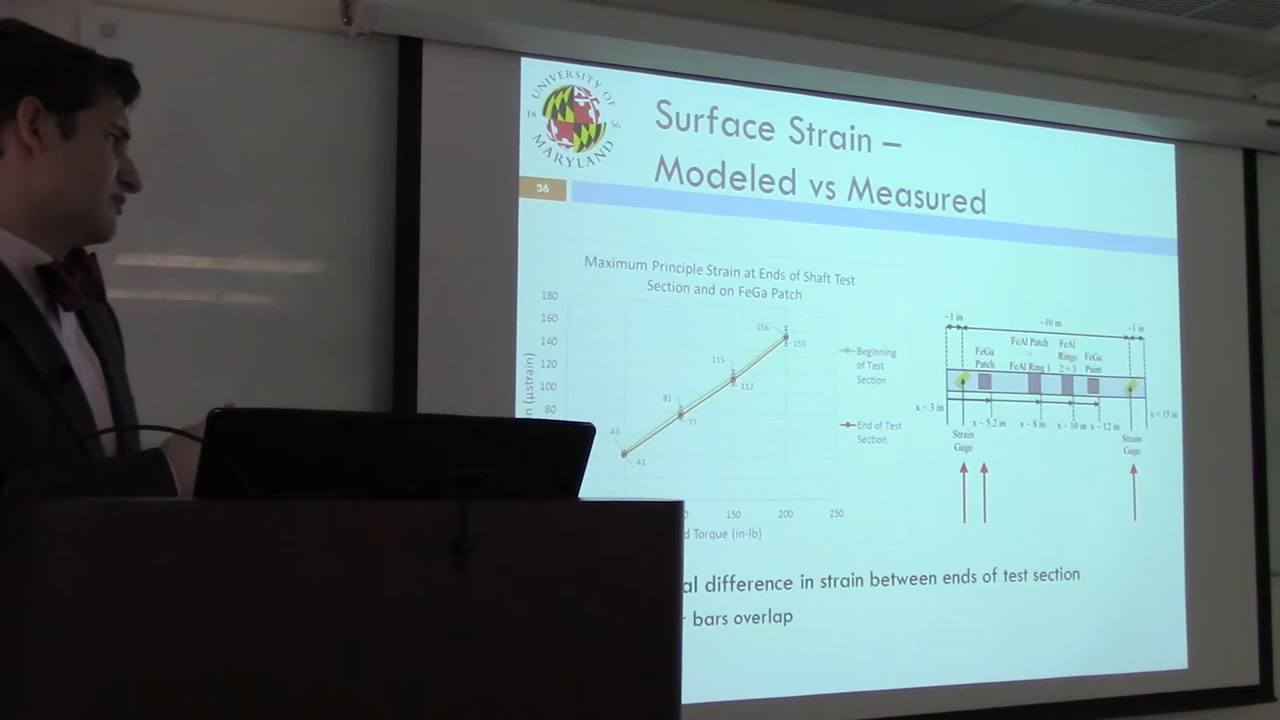 UNIVERSITY OF
18 56
MARYLAND
Surface Strain –
Modeled vs Measured
36
Maximum Principle Strain at Ends of Shaft Test
Section and on FeGa Patch
180
160
140
120
100
80
(µstrain)
43
41
81
77
115
112
156
153
150
200
250
Torque (in-lb)
Beginning
of Test
Section
End of Test
Section
~1 in
~10 in
~1 in
FeGa
Patch
FeAl Patch
+
FeAl Ring 1
FeAl
Rings
2 + 3
FeGa
Paint
x = 3 in
x ~ 5.2 in
x ~ 8 in
x ~ 10 in
x ~ 12 in
x = 15 in
Strain
Gage
Strain
Gage
difference in strain between ends of test section
bars overlap